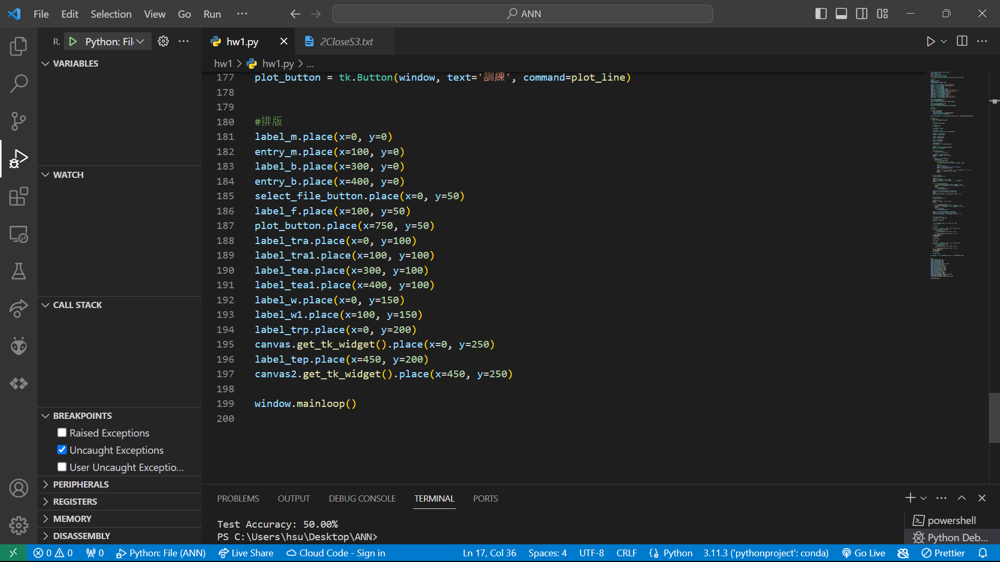 File Edit Selection View Go Run ··· ANN
R. Python: Fil
hw1.py 2CloseS3.txt
hw1 > hw1.py > ...
VARIABLES
WATCH
CALL STACK
BREAKPOINTS
Raised Exceptions
Uncaught Exceptions
User Uncaught Exceptio...
PERIPHERALS
REGISTERS
MEMORY
DISASSEMBLY
177 plot_button = tk.Button(window, text='訓練', command=plot_line)
178
179
180 #排版
181 label_m.place(x=0, y=0)
182 entry_m.place(x=100, y=0)
183 label_b.place(x=300, y=0)
184 entry_b.place(x=400, y=0)
185 select_file_button.place(x=0, y=50)
186 label_f.place(x=100, y=50)
187 plot_button.place(x=750, y=50)
188 label_tra.place(x=0, y=100)
189 label_tra1.place(x=100, y=100)
190 label_tea.place(x=300, y=100)
191 label_tea1.place(x=400, y=100)
192 label_w.place(x=0, y=150)
193 label_w1.place(x=100, y=150)
194 label_trp.place(x=0, y=200)
195 canvas.get_tk_widget().place(x=0, y=250)
196 label_tep.place(x=450, y=200)
197 canvas2.get_tk_widget().place(x=450, y=250)
198
199 window.mainloop()
200
PROBLEMS OUTPUT DEBUG CONSOLE TERMINAL PORTS
Test Accuracy: 50.00%
PS C:\Users\hsu\Desktop\ANN>
powershell
Python Deb...
0 0 0 Python: File (ANN) Live Share Cloud Code - Sign in Ln 17, Col 36 Spaces: 4 UTF-8 CRLF Python 3.11.3 ('pythonproject': conda) Go Live Prettier